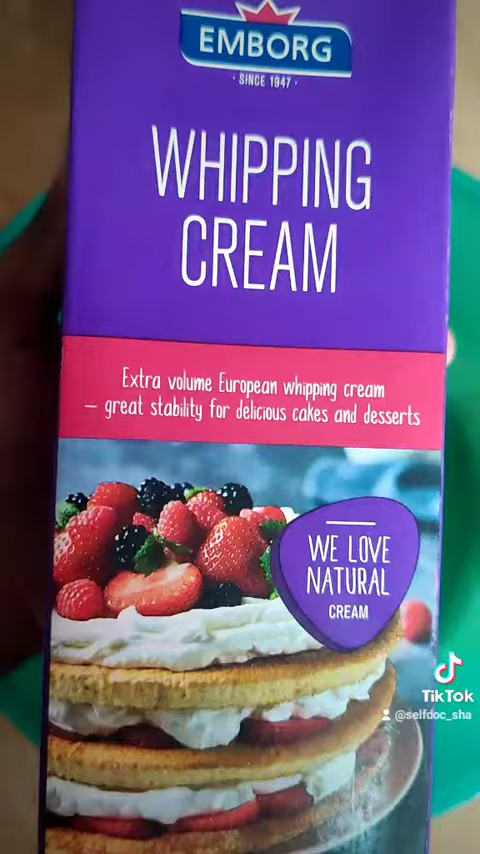 EMBORG
· SINCE 1947 ·
WHIPPING
CREAM
Extra volume European whipping cream
– great stability for delicious cakes and desserts
WE LOVE
NATURAL
CREAM
TikTok
@selfdoc_sha